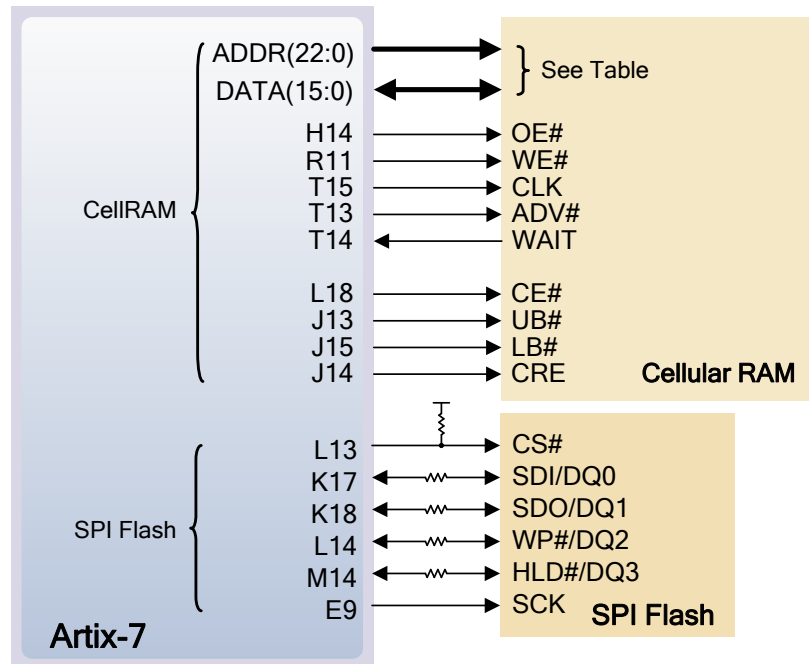 ADDR(22:0)
DATA(15:0)
See Table
H14 OE#
R11 WE#
T15 CLK
CellRAM
T13 ADV#
T14 WAIT
L18 CE#
J13 UB#
J15 LB#
J14 CRE
Cellular RAM
L13 CS#
K17 SDI/DQ0
K18 SDO/DQ1
SPI Flash
L14 WP#/DQ2
M14 HLD#/DQ3
E9 SCK
SPI Flash
Artix-7